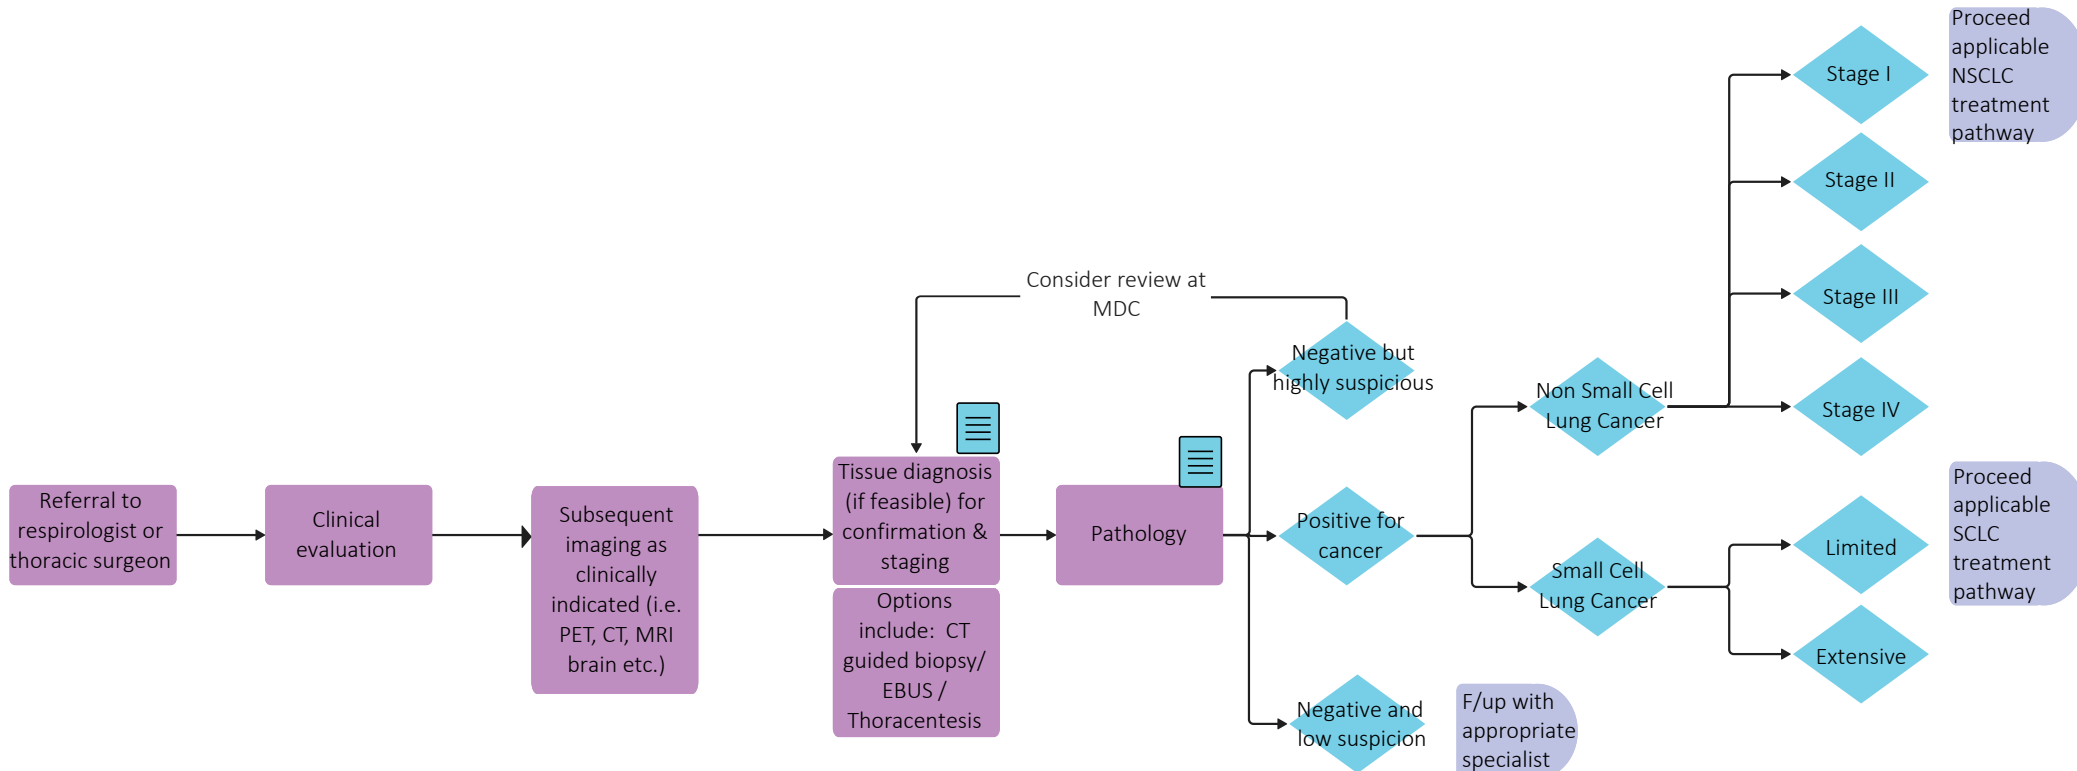 Referral to
respirologist or
thoracic surgeon
Clinical
evaluation
Subsequent
imaging as
clinically
indicated (i.e.
PET, CT, MRI
brain etc.)
Tissue diagnosis
(if feasible) for
confirmation &
staging
Options
include:  CT
guided biopsy/
EBUS /
Thoracentesis
Pathology
Consider review at
MDC
Negative but
highly suspicious
Positive for
cancer
Negative and
low suspicion
F/up with
appropriate
specialist
Non Small Cell
Lung Cancer
Small Cell
Lung Cancer
Stage I
Stage II
Stage III
Stage IV
Limited
Extensive
Proceed
applicable
NSCLC
treatment
pathway
Proceed
applicable
SCLC
treatment
pathway